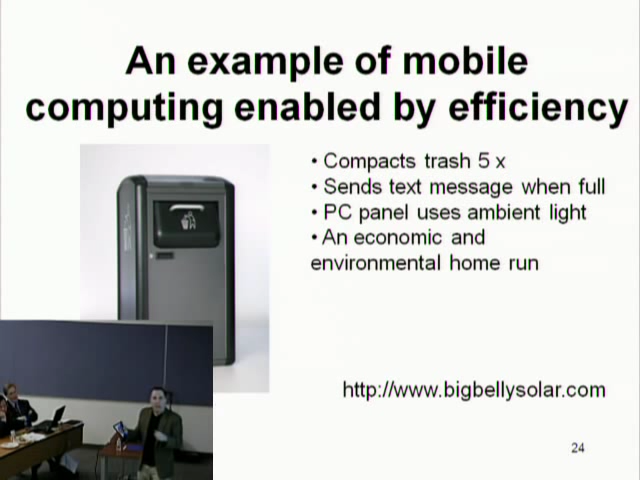 An example of mobile
computing enabled by efficiency
• Compacts trash 5 x
• Sends text message when full
• PC panel uses ambient light
• An economic and
environmental home run
http://www.bigbellysolar.com
24